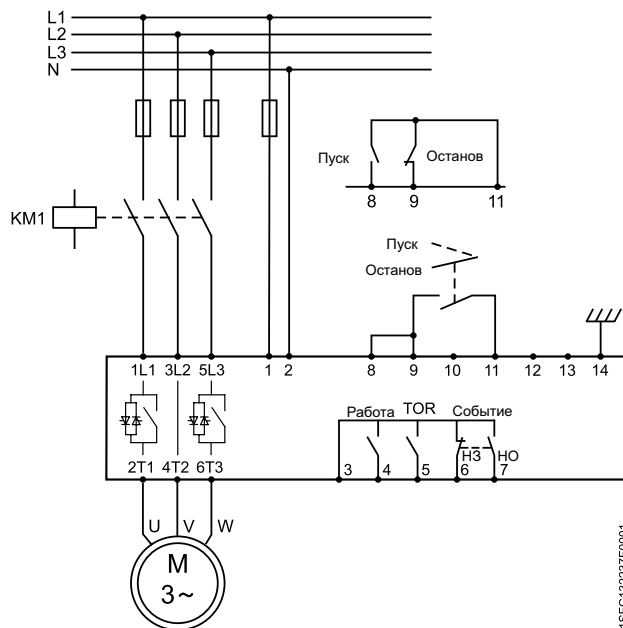 L1
L2
L3
N
Пуск
Останов
8 9 11
KM1
Пуск
Останов
1L1 3L2 5L3 1 2 8 9 10 11 12 13 14
Работа TOR Событие
НЗ НО
2T1 4T2 6T3 3 4 5 6 7
U V W
M
3~